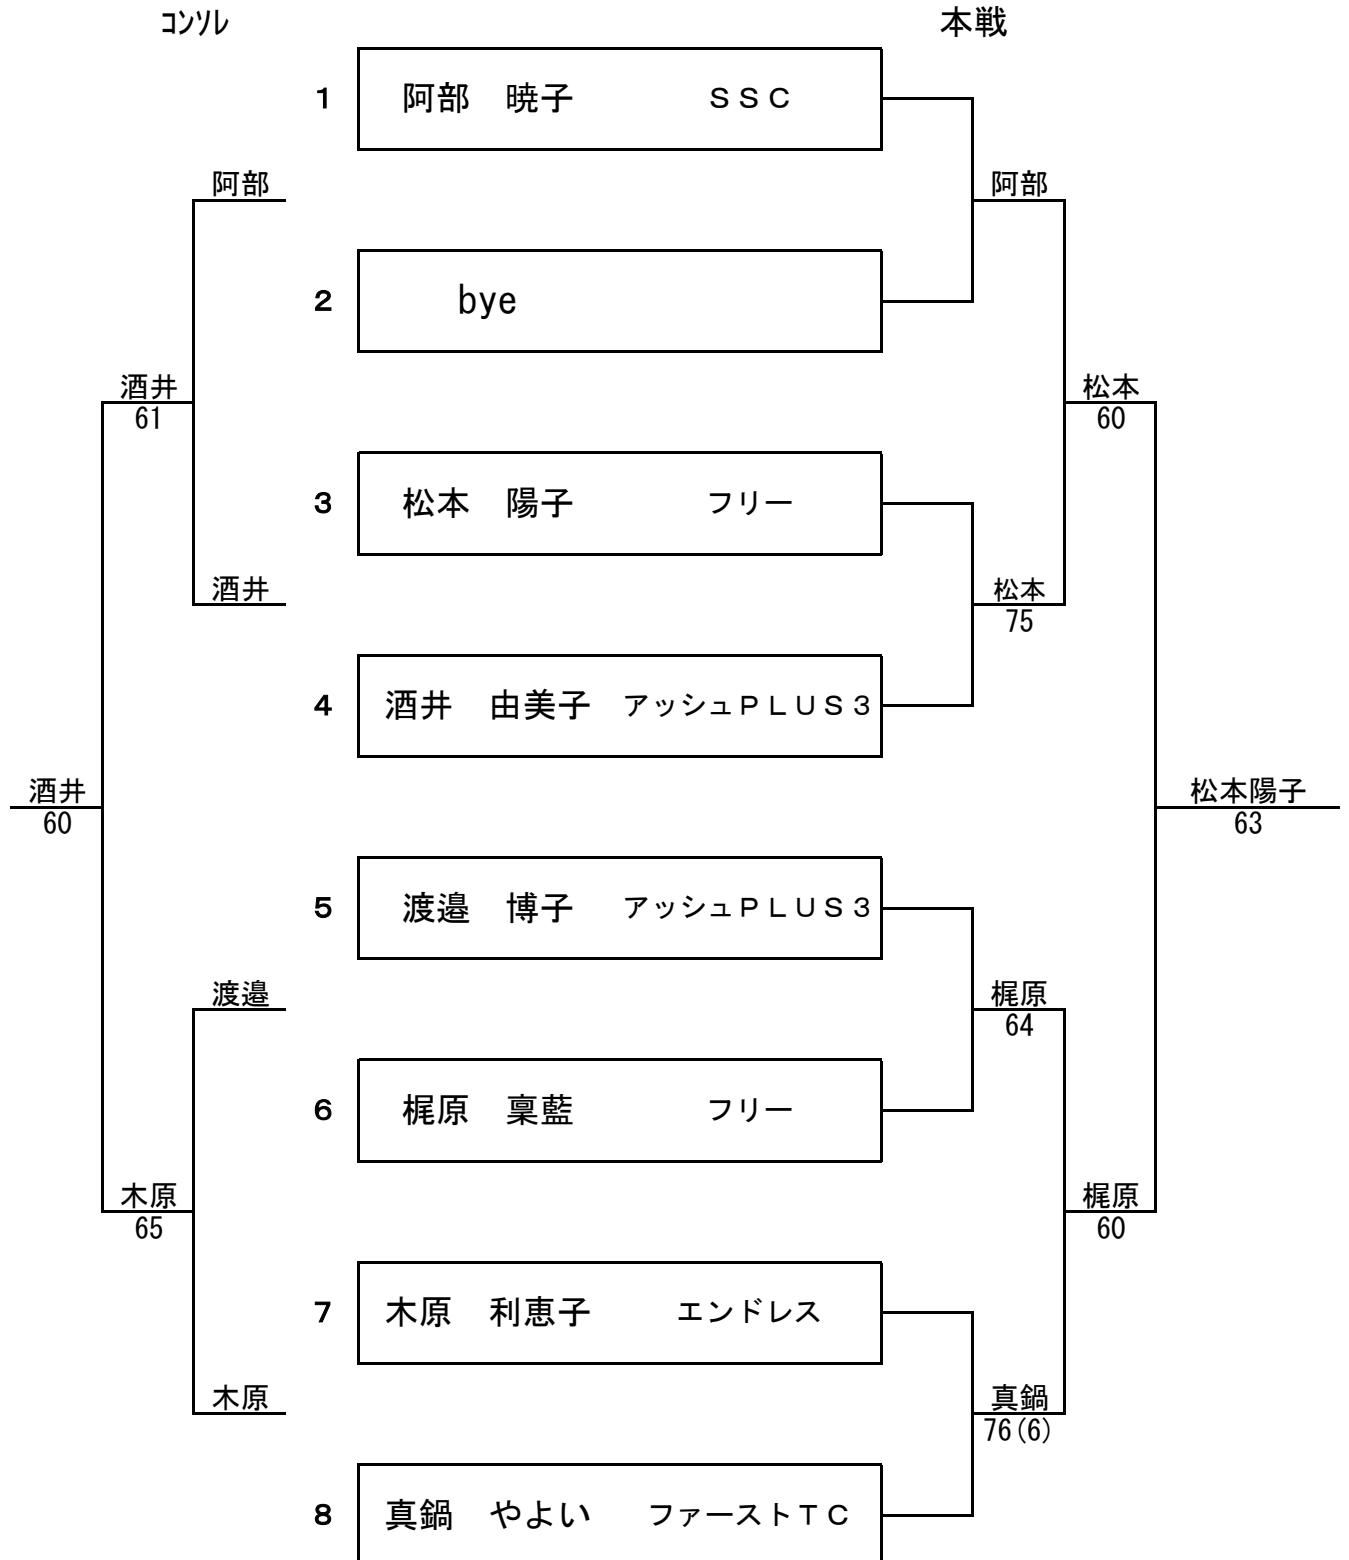 ｺﾝｿﾚ 本戦
1 阿部 暁子 ＳＳＣ
阿部 阿部
2 bye
酒井 松本
61 60
3 松本 陽子 フリー
酒井 松本
75
4 酒井 由美子 アッシュＰＬＵＳ３
酒井 松本陽子
60 63
5 渡邉 博子 アッシュＰＬＵＳ３
渡邉 梶原
64
6 梶原 稟藍 フリー
木原 梶原
65 60
7 木原 利恵子 エンドレス
木原 真鍋
76(6)
8 真鍋 やよい ファーストＴＣ